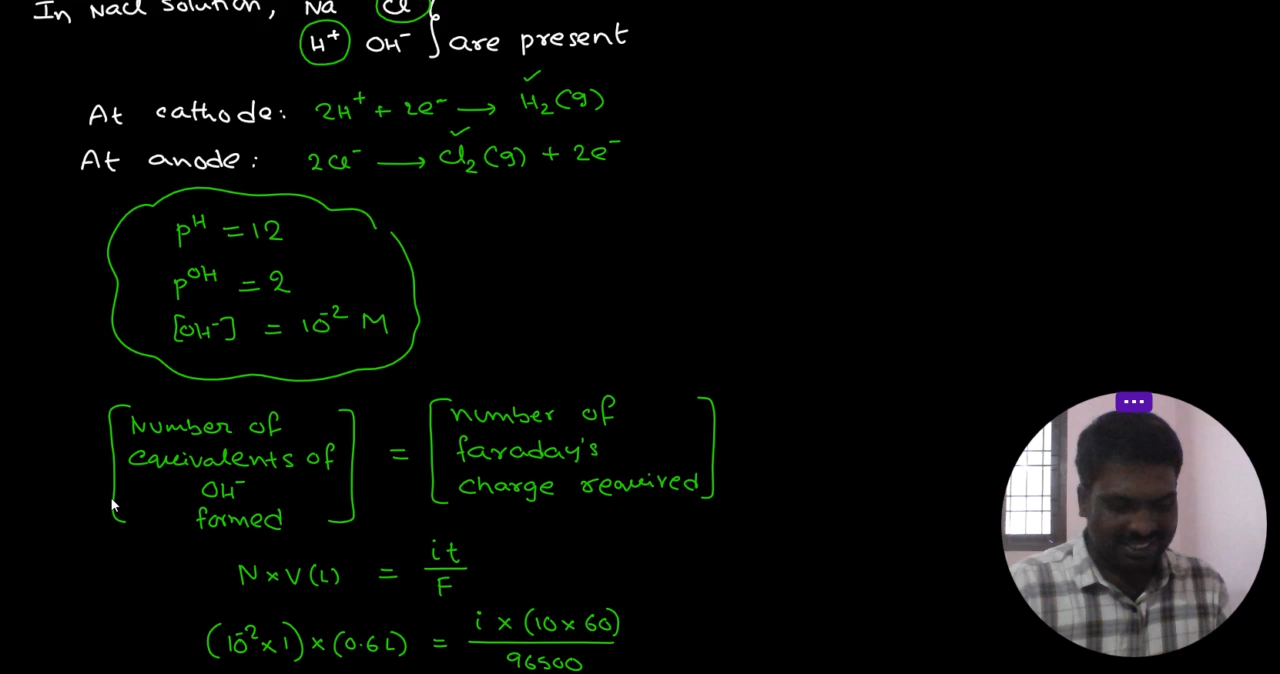 In NaCl solution, Na Cl
H⁺ OH⁻ } are present
At cathode: 2H⁺ + 2e⁻ ⟶ H₂(g)
At anode: 2Cl⁻ ⟶ Cl₂(g) + 2e⁻
pH = 12
pOH = 2
[OH⁻] = 10⁻² M
[Number of
equivalents of
OH⁻
formed]
=
[number of
faraday's
charge required]
N × V(L) = it/F
(10⁻² × 1) × (0.6L) = i × (10 × 60)/96500